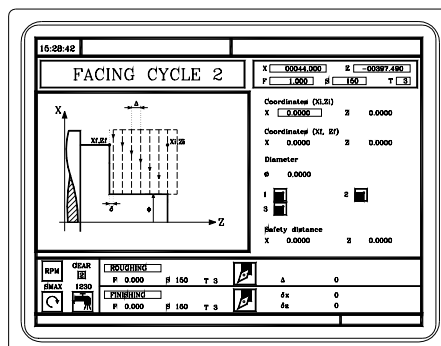 15:28:42
FACING CYCLE 2
X 00044.000 Z -00397.490
F 1.000 S 150 T 3
X
Δ
Xf,Zf
Xi,Zi
δ
Φ
Z
Coordinates (Xi,Zi)
X 0.0000 Z 0.0000
Coordinates (Xf, Zf)
X 0.0000 Z 0.0000
Diameter
Φ 0.0000
1 2
3
Safety distance
X 0.0000 Z 0.0000
RPM GEAR
2
SMAX 1230
ROUGHING
F 0.000 S 150 T 3
Δ 0
FINISHING
F 0.000 S 150 T 3
δx 0
δz 0